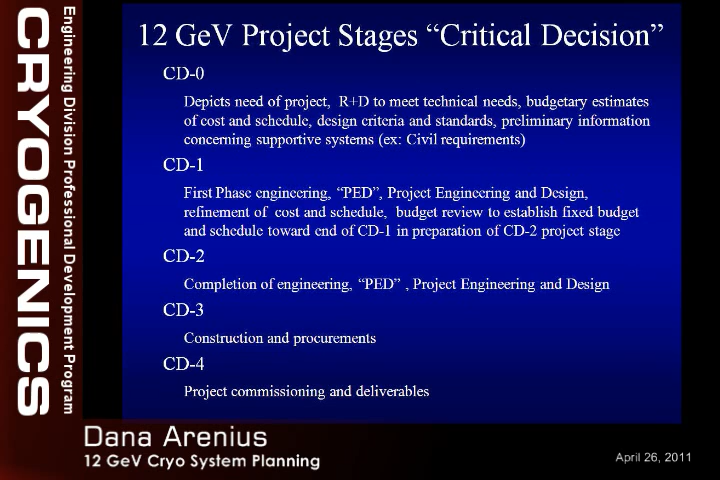 CRYOGENICS
Engineering Division Professional Development Program
12 GeV Project Stages “Critical Decision”
CD-0
Depicts need of project,  R+D to meet technical needs, budgetary estimates
of cost and schedule, design criteria and standards, preliminary information
concerning supportive systems (ex: Civil requirements)
CD-1
First Phase engineering, “PED”, Project Engineering and Design,
refinement of  cost and schedule,  budget review to establish fixed budget
and schedule toward end of CD-1 in preparation of CD-2 project stage
CD-2
Completion of engineering, “PED” , Project Engineering and Design
CD-3
Construction and procurements
CD-4
Project commissioning and deliverables
Dana Arenius
12 GeV Cryo System Planning
April 26, 2011